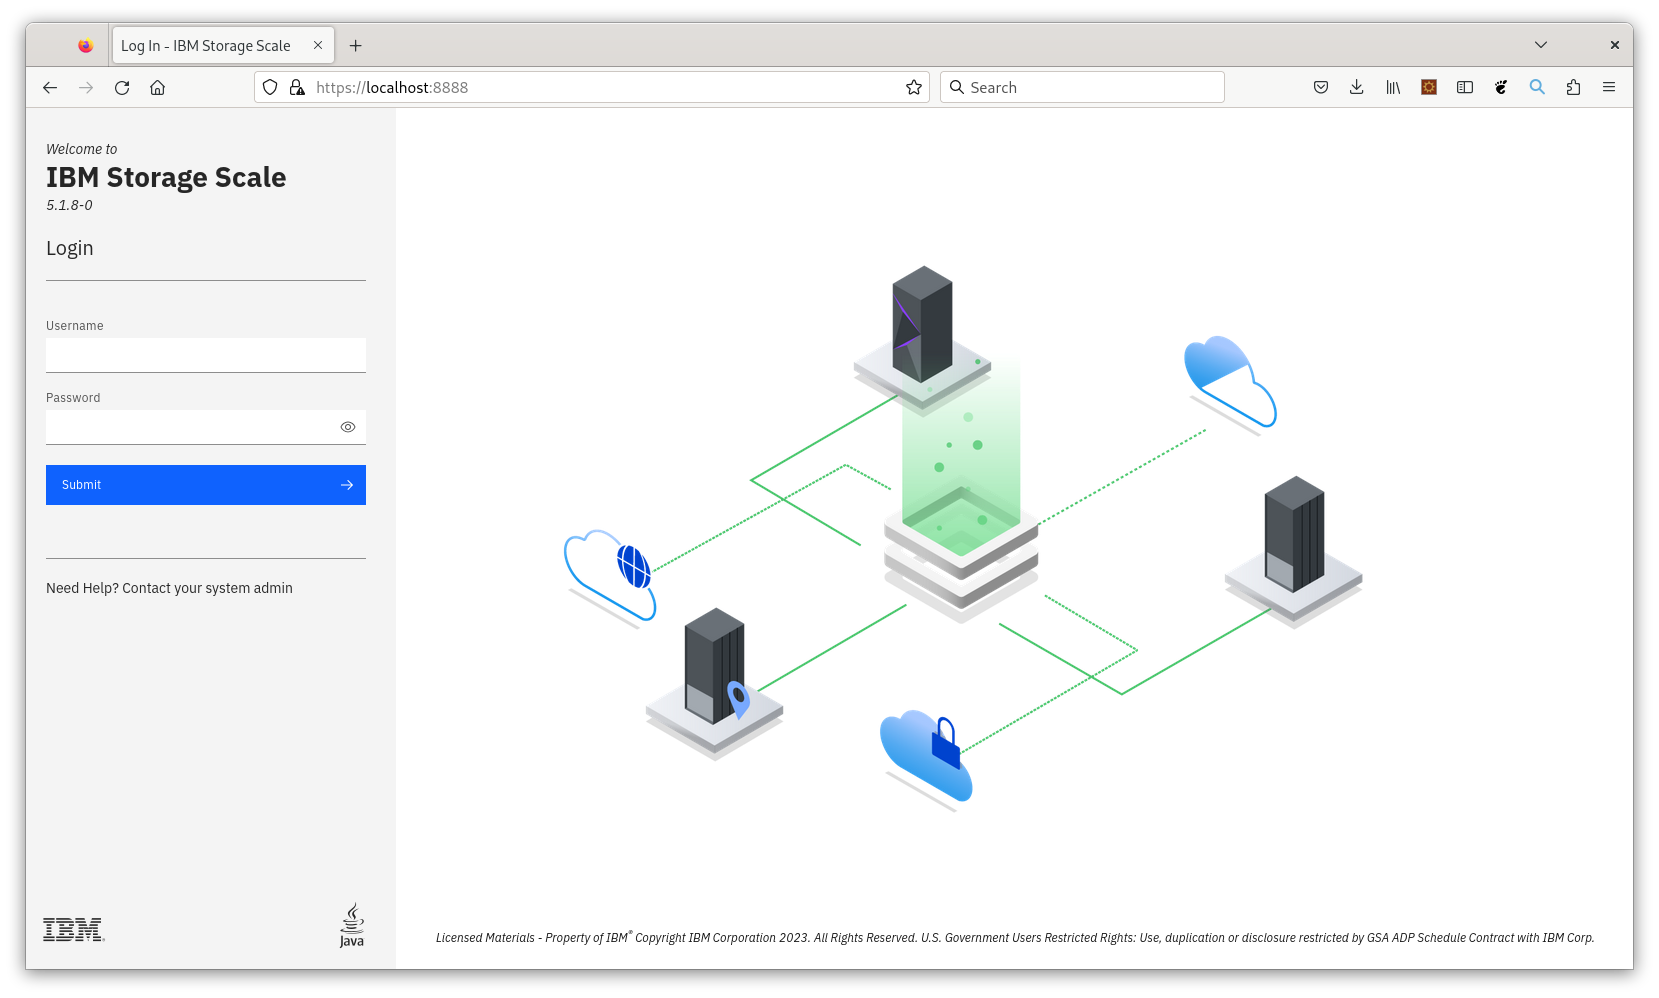 Log In - IBM Storage Scale
https://localhost:8888
Search
Welcome to
IBM Storage Scale
5.1.8-0
Login
Username
Password
Submit
Need Help? Contact your system admin
IBM
Java
Licensed Materials - Property of IBM® Copyright IBM Corporation 2023. All Rights Reserved. U.S. Government Users Restricted Rights: Use, duplication or disclosure restricted by GSA ADP Schedule Contract with IBM Corp.